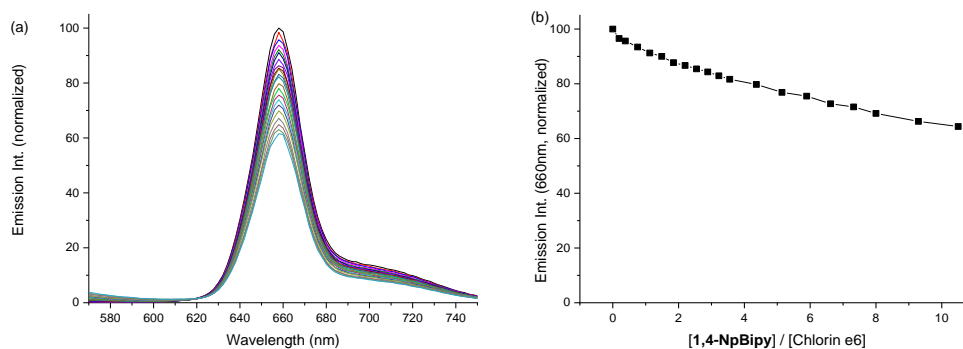 (a)
100
80
60
40
20
0
Emission Int. (normalized)
580 600 620 640 660 680 700 720 740
Wavelength (nm)
(b)
100
80
60
40
20
0
Emission Int. (660nm, normalized)
0 2 4 6 8 10
[1,4-NpBipy] / [Chlorin e6]